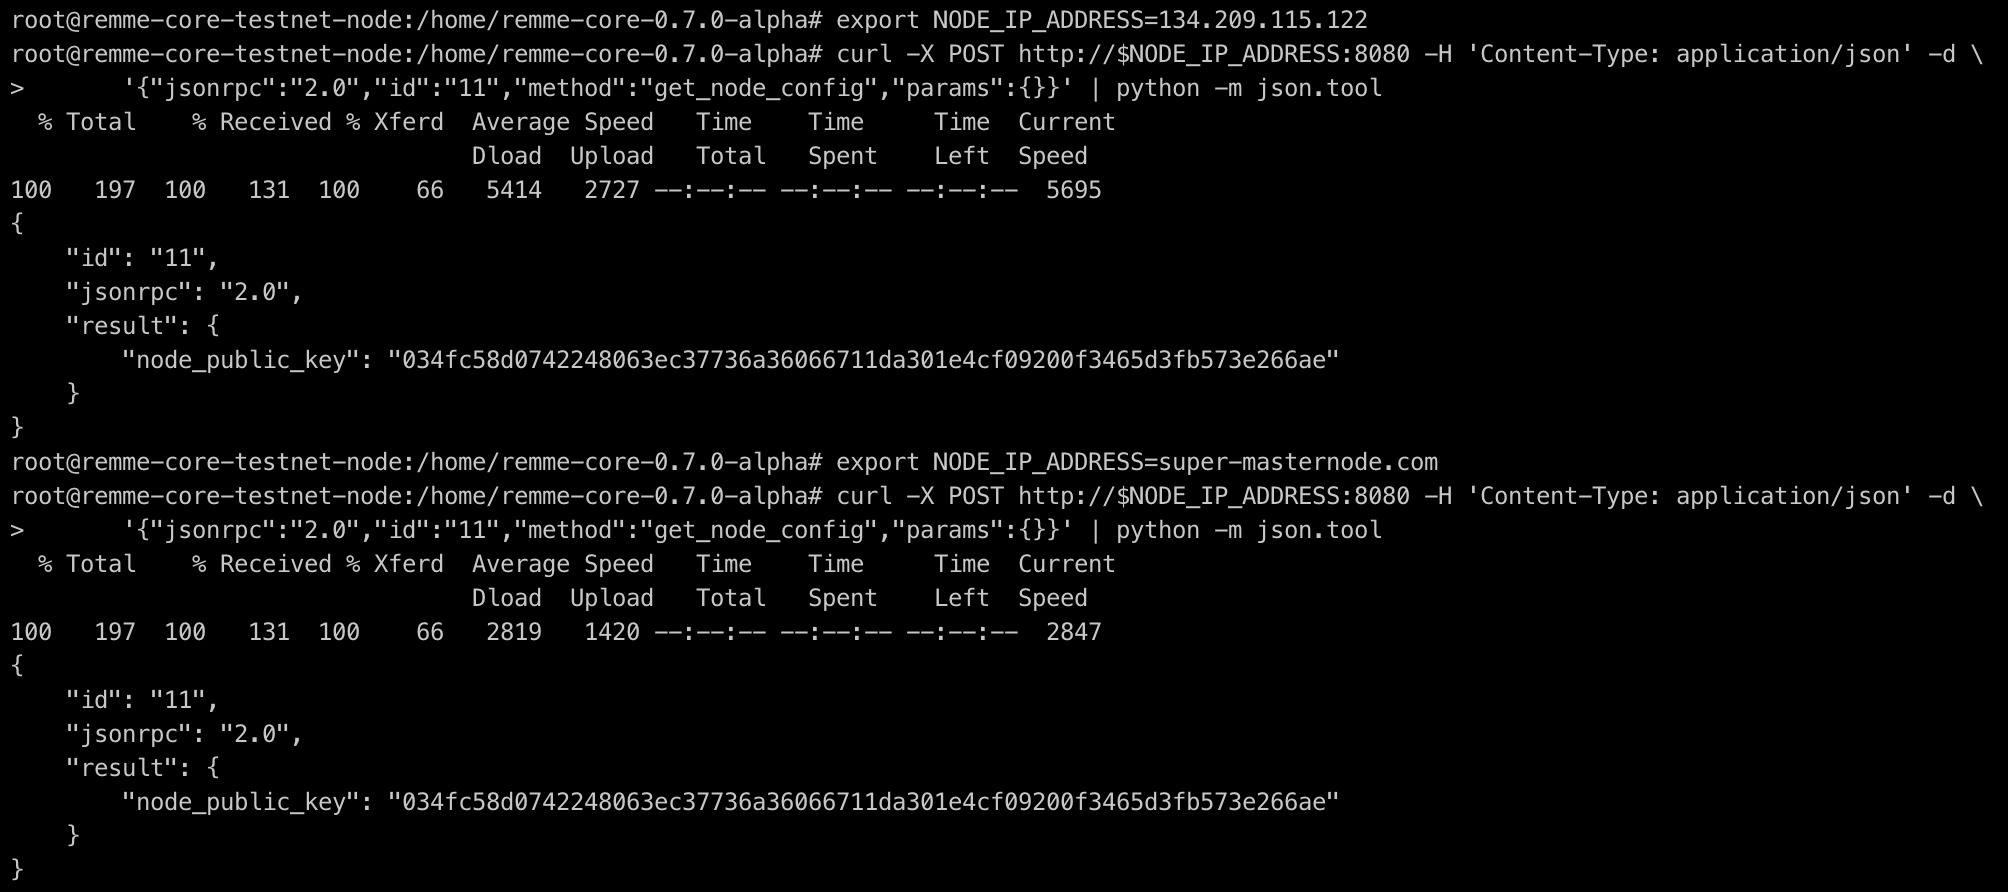 root@remme-core-testnet-node:/home/remme-core-0.7.0-alpha# export NODE_IP_ADDRESS=134.209.115.122
root@remme-core-testnet-node:/home/remme-core-0.7.0-alpha# curl -X POST http://$NODE_IP_ADDRESS:8080 -H 'Content-Type: application/json' -d \
>       '{"jsonrpc":"2.0","id":"11","method":"get_node_config","params":{}}' | python -m json.tool
  % Total    % Received % Xferd  Average Speed   Time    Time     Time  Current
                                 Dload  Upload   Total   Spent    Left  Speed
100   197  100   131  100    66   5414   2727 --:--:-- --:--:-- --:--:--  5695
{
    "id": "11",
    "jsonrpc": "2.0",
    "result": {
        "node_public_key": "034fc58d0742248063ec37736a36066711da301e4cf09200f3465d3fb573e266ae"
    }
}
root@remme-core-testnet-node:/home/remme-core-0.7.0-alpha# export NODE_IP_ADDRESS=super-masternode.com
root@remme-core-testnet-node:/home/remme-core-0.7.0-alpha# curl -X POST http://$NODE_IP_ADDRESS:8080 -H 'Content-Type: application/json' -d \
>       '{"jsonrpc":"2.0","id":"11","method":"get_node_config","params":{}}' | python -m json.tool
  % Total    % Received % Xferd  Average Speed   Time    Time     Time  Current
                                 Dload  Upload   Total   Spent    Left  Speed
100   197  100   131  100    66   2819   1420 --:--:-- --:--:-- --:--:--  2847
{
    "id": "11",
    "jsonrpc": "2.0",
    "result": {
        "node_public_key": "034fc58d0742248063ec37736a36066711da301e4cf09200f3465d3fb573e266ae"
    }
}